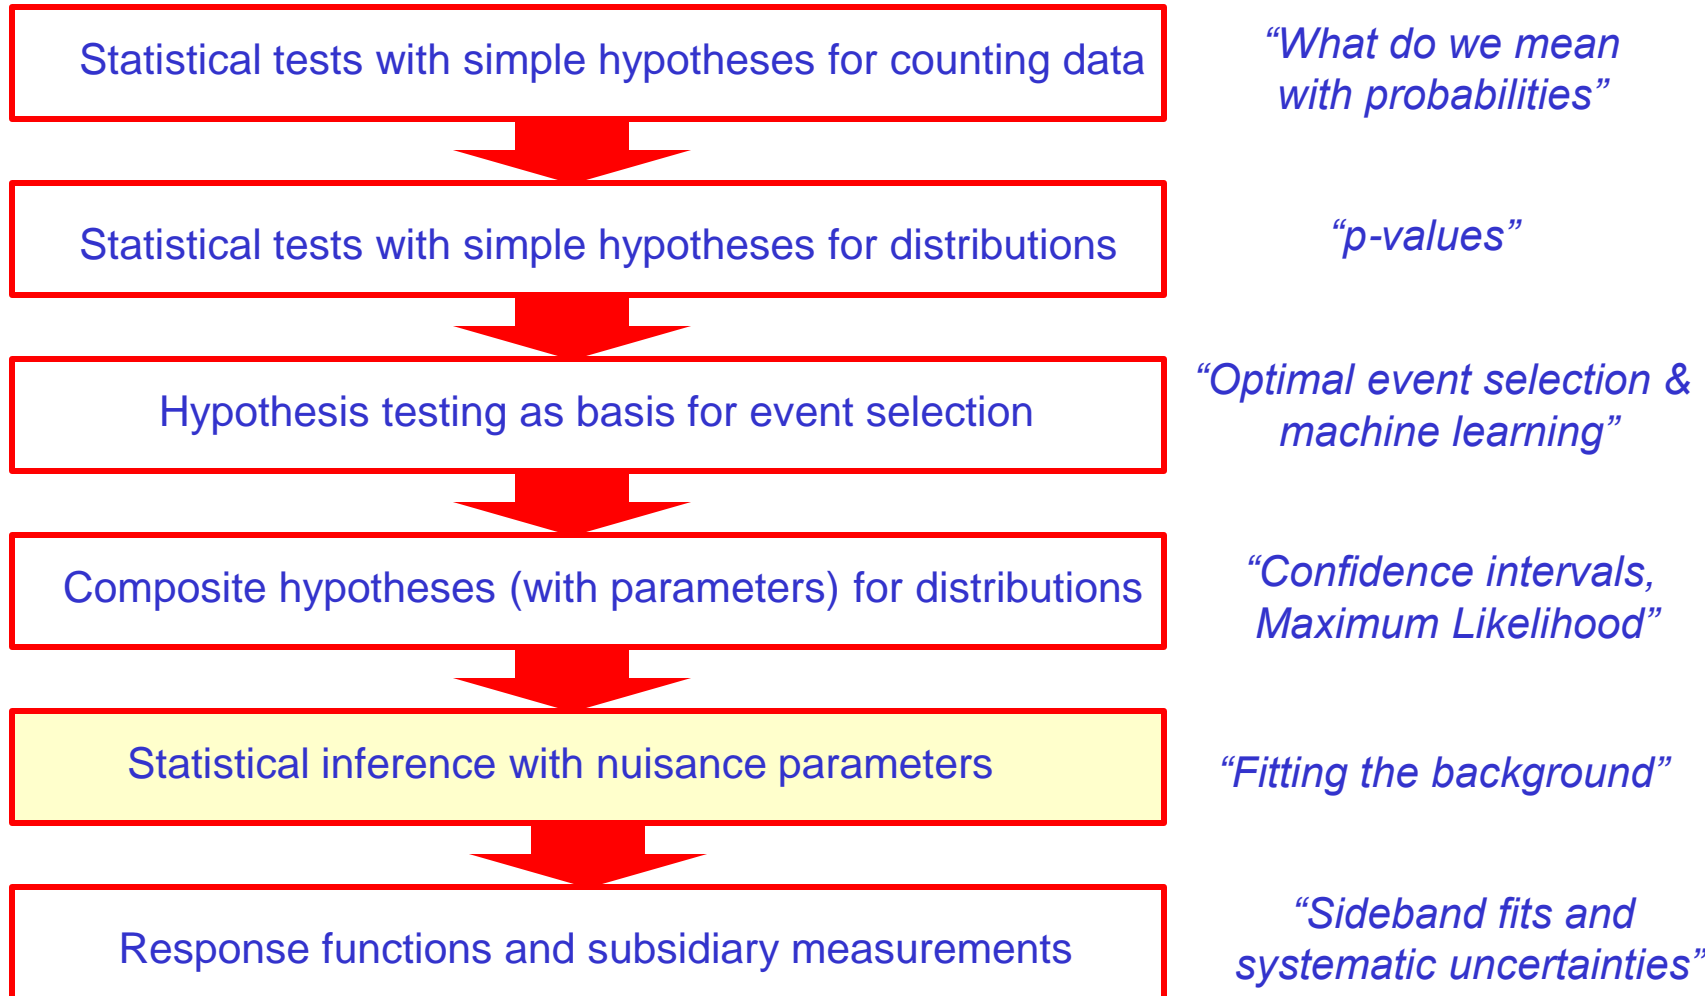 Statistical tests with simple hypotheses for counting data
“What do we mean
with probabilities”
Statistical tests with simple hypotheses for distributions
“p-values”
Hypothesis testing as basis for event selection
“Optimal event selection &
machine learning”
Composite hypotheses (with parameters) for distributions
“Confidence intervals,
Maximum Likelihood”
Statistical inference with nuisance parameters
“Fitting the background”
Response functions and subsidiary measurements
“Sideband fits and
systematic uncertainties”